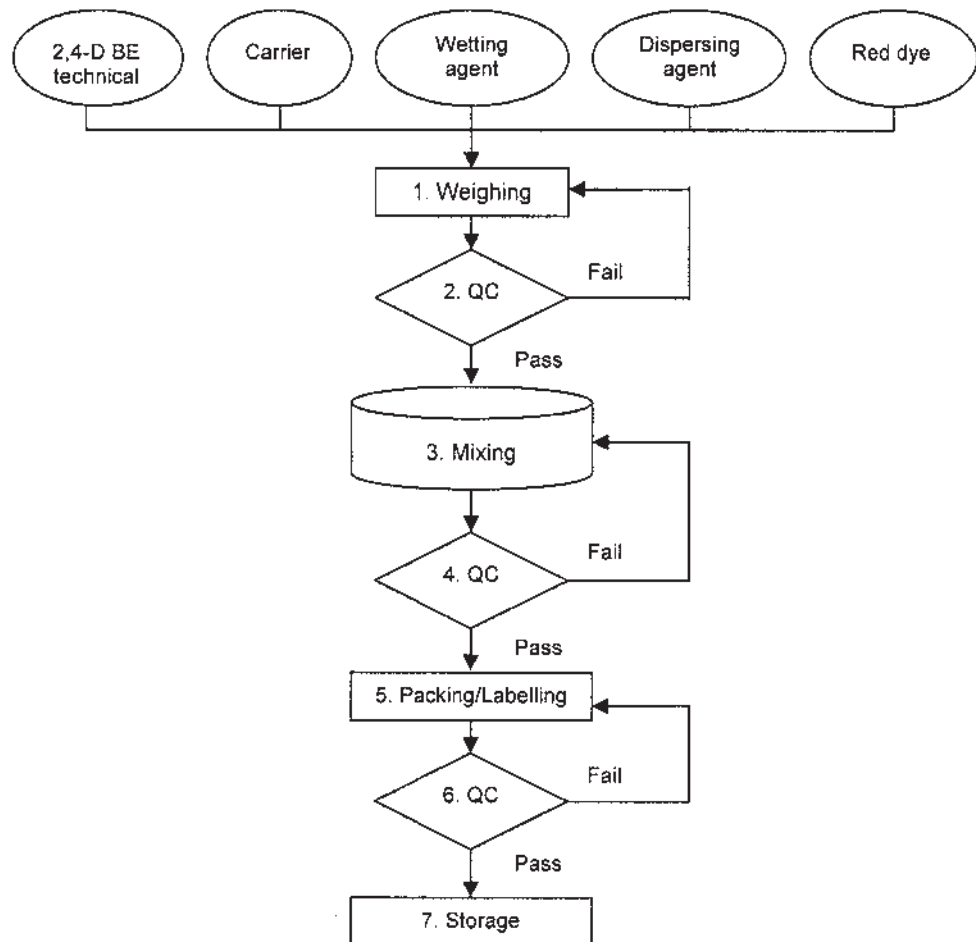 2,4-D BE
technical
Carrier
Wetting
agent
Dispersing
agent
Red dye
1. Weighing
Fail
2. QC
Pass
3. Mixing
Fail
4. QC
Pass
5. Packing/Labelling
Fail
6. QC
Pass
7. Storage